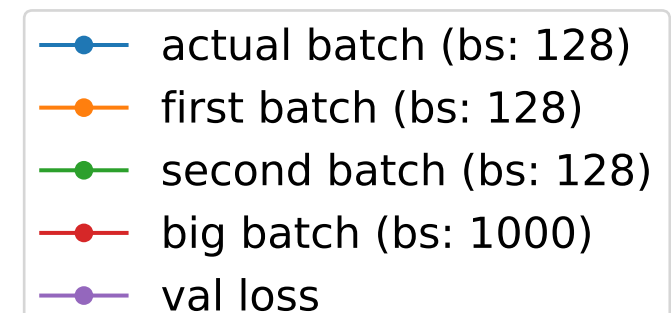 actual batch (bs: 128)
first batch (bs: 128)
second batch (bs: 128)
big batch (bs: 1000)
val loss